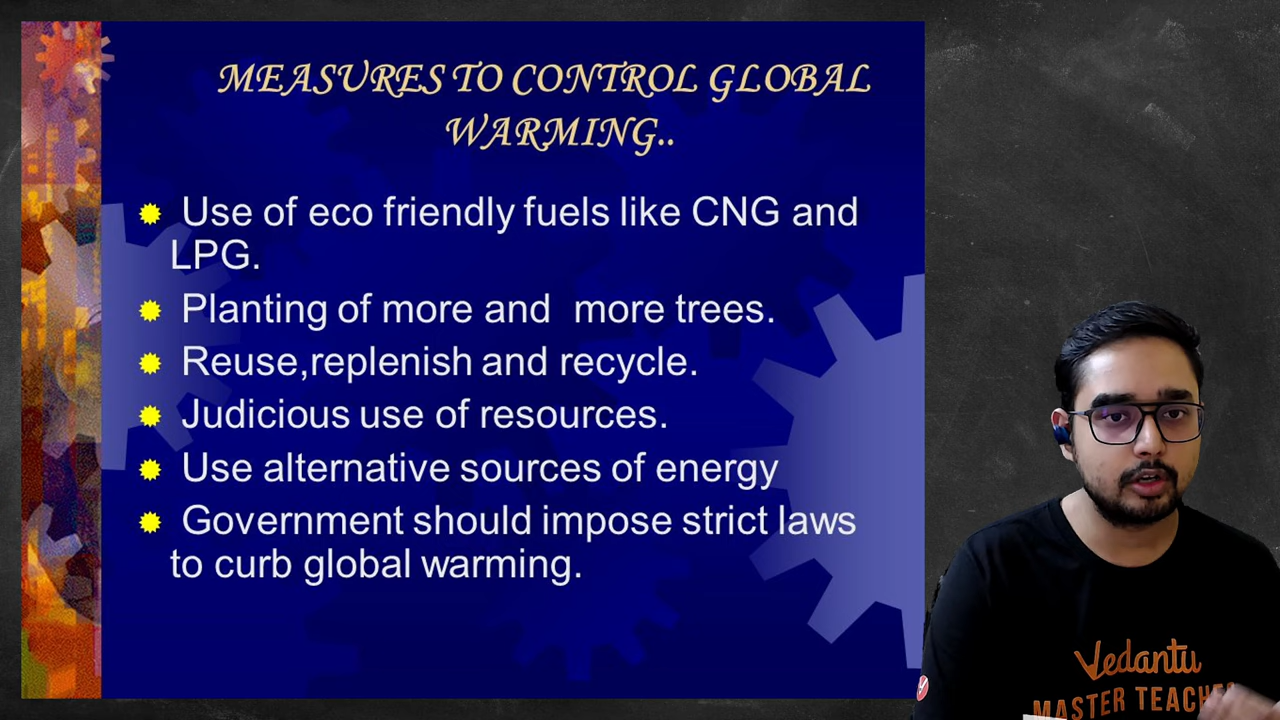 MEASURES TO CONTROL GLOBAL
WARMING..
Use of eco friendly fuels like CNG and
LPG.
Planting of more and more trees.
Reuse,replenish and recycle.
Judicious use of resources.
Use alternative sources of energy
Government should impose strict laws
to curb global warming.
Vedantu
MASTER